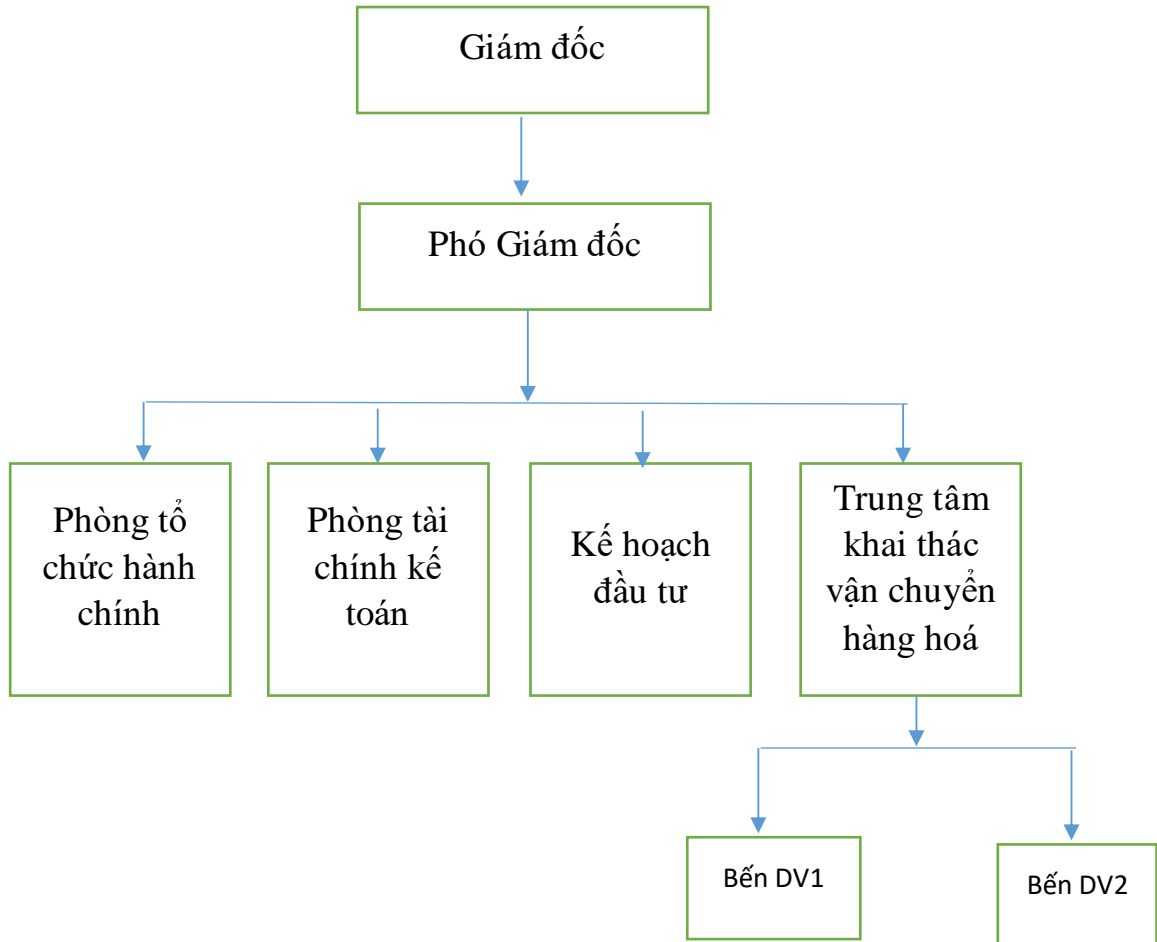 Giám đốc
Phó Giám đốc
Phòng tổ
chức hành
chính
Phòng tài
chính kế
toán
Kế hoạch
đầu tư
Trung tâm
khai thác
vận chuyển
hàng hoá
Bến DV1
Bến DV2